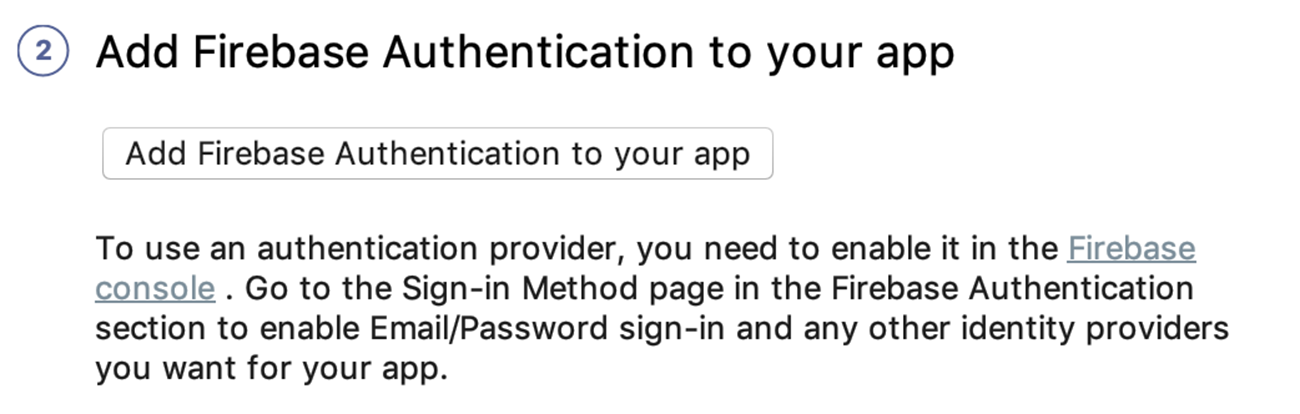 2 Add Firebase Authentication to your app
Add Firebase Authentication to your app
To use an authentication provider, you need to enable it in the Firebase
console . Go to the Sign-in Method page in the Firebase Authentication
section to enable Email/Password sign-in and any other identity providers
you want for your app.